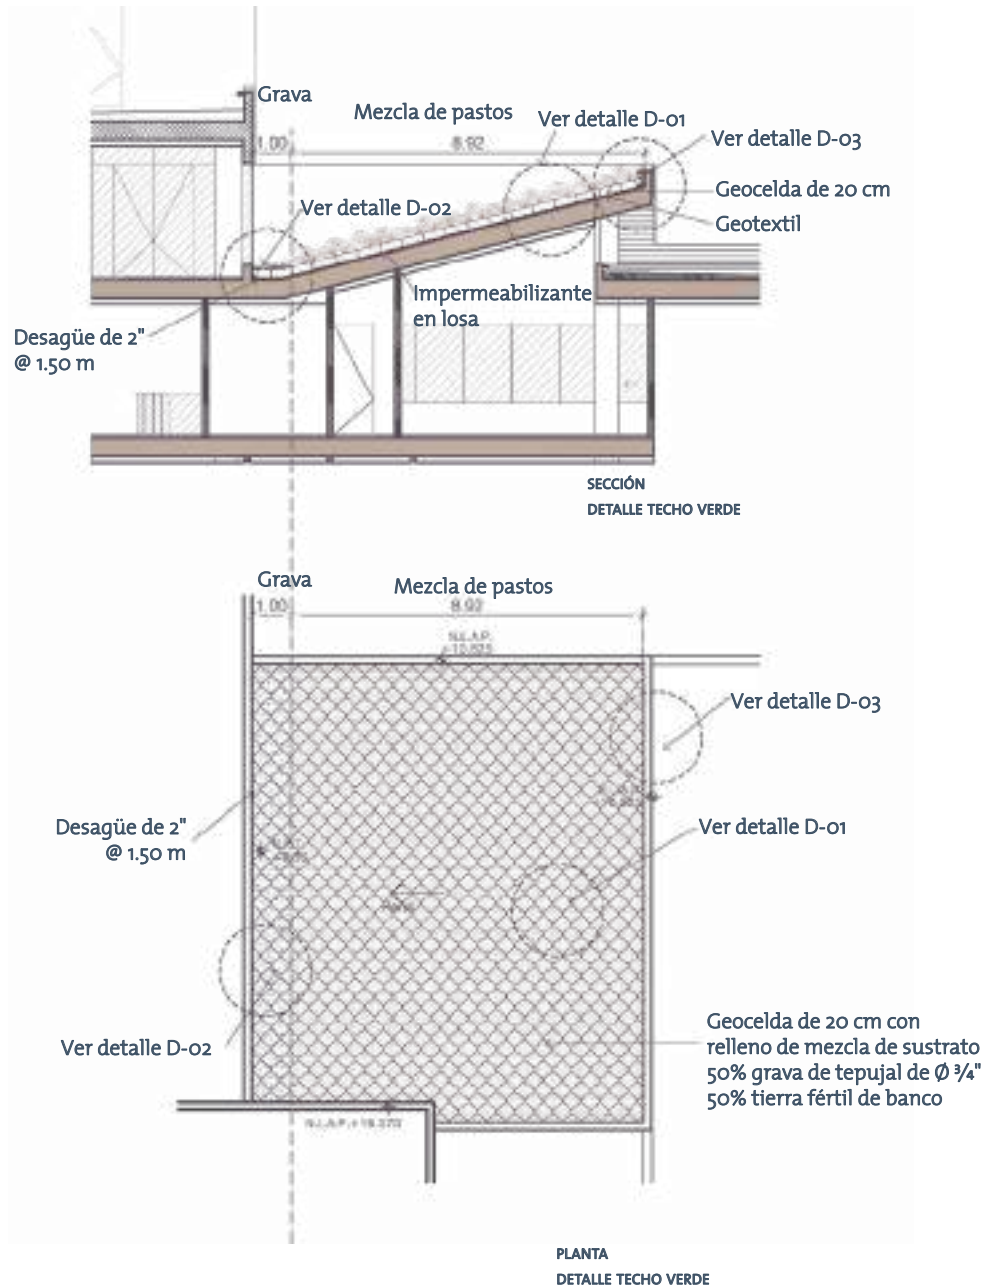 Grava
Mezcla de pastos
Ver detalle D-01
Ver detalle D-03
1.00
8.92
Geocelda de 20 cm
Ver detalle D-02
Geotextil
Impermeabilizante
en losa
Desagüe de 2"
@ 1.50 m
SECCIÓN
DETALLE TECHO VERDE
Grava
Mezcla de pastos
1.00
8.92
N.L.A.P.
Ver detalle D-03
Desagüe de 2"
@ 1.50 m
Ver detalle D-01
Ver detalle D-02
Geocelda de 20 cm con
relleno de mezcla de sustrato
50% grava de tepujal de Ø ¾"
50% tierra fértil de banco
N.L.A.P.
PLANTA
DETALLE TECHO VERDE